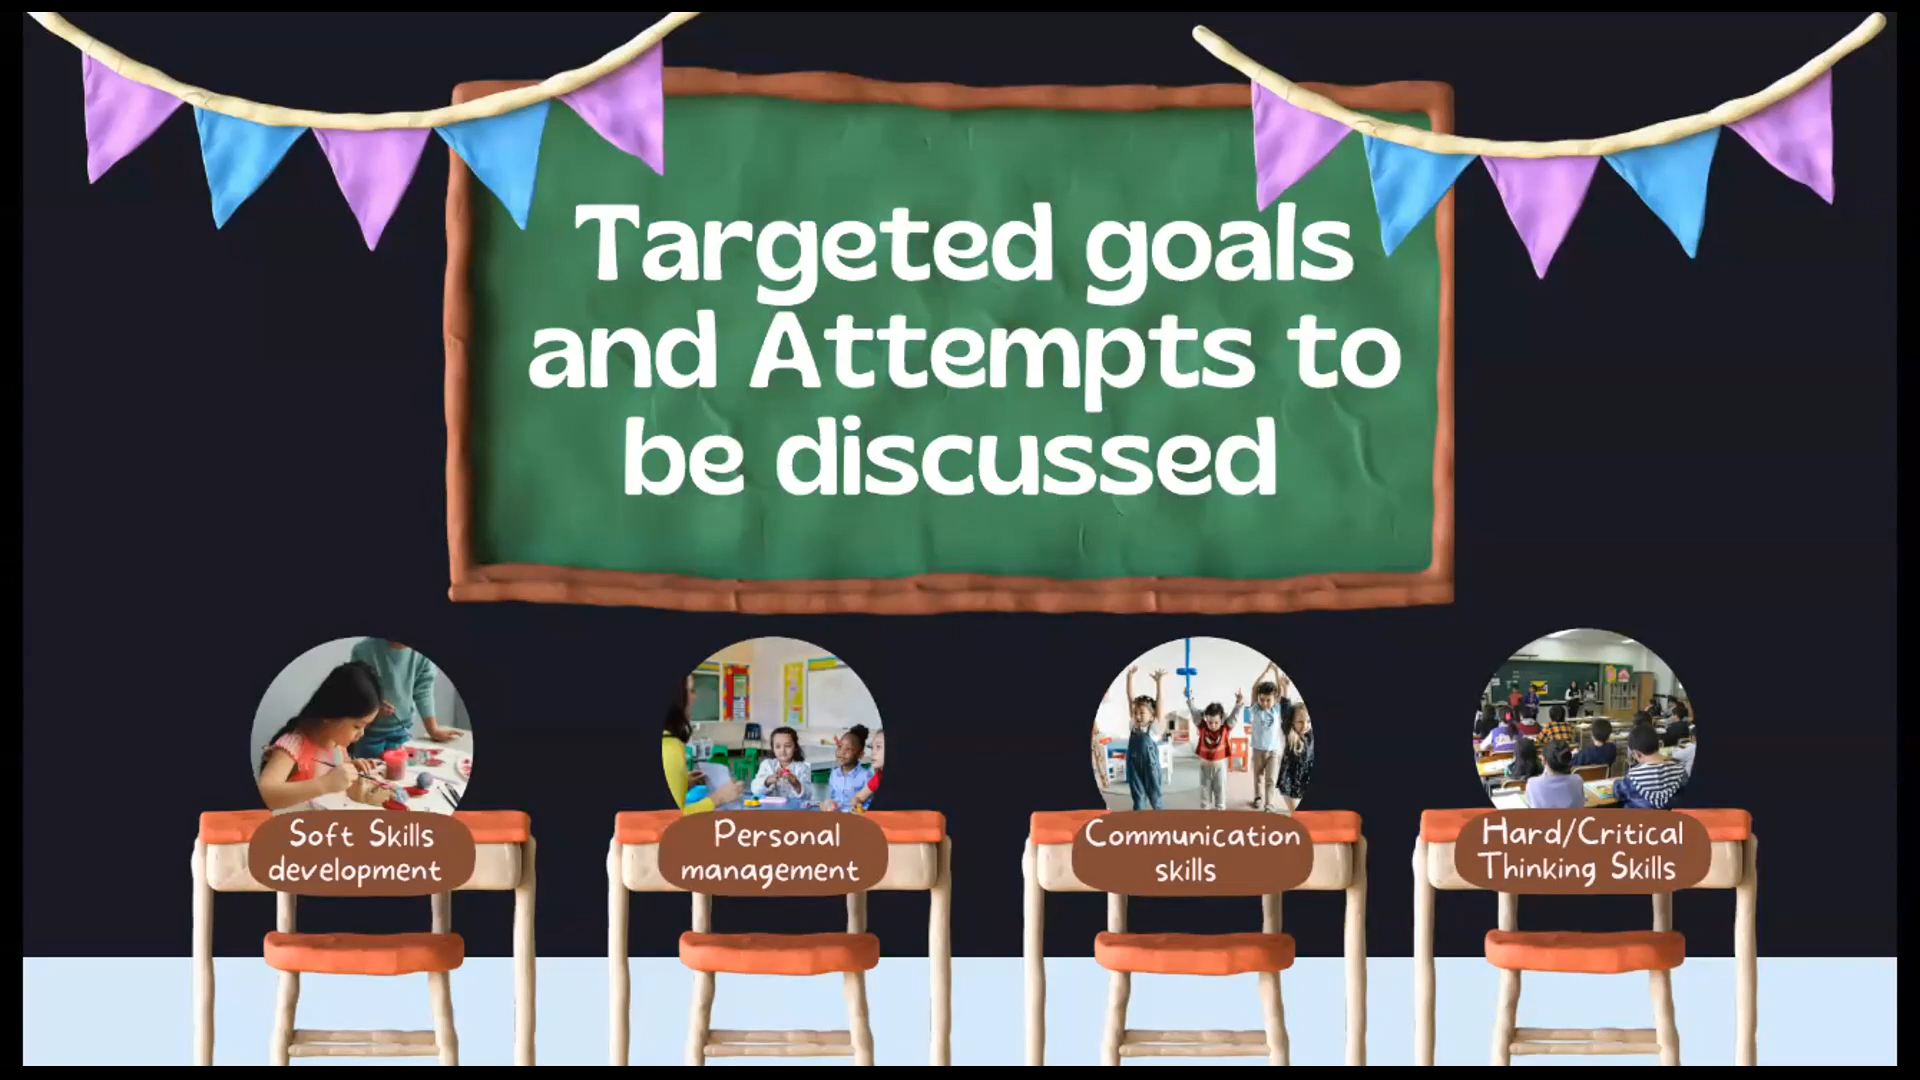 Targeted goals
and Attempts to
be discussed
Soft Skills
development
Personal
management
Communication
skills
Hard/Critical
Thinking Skills